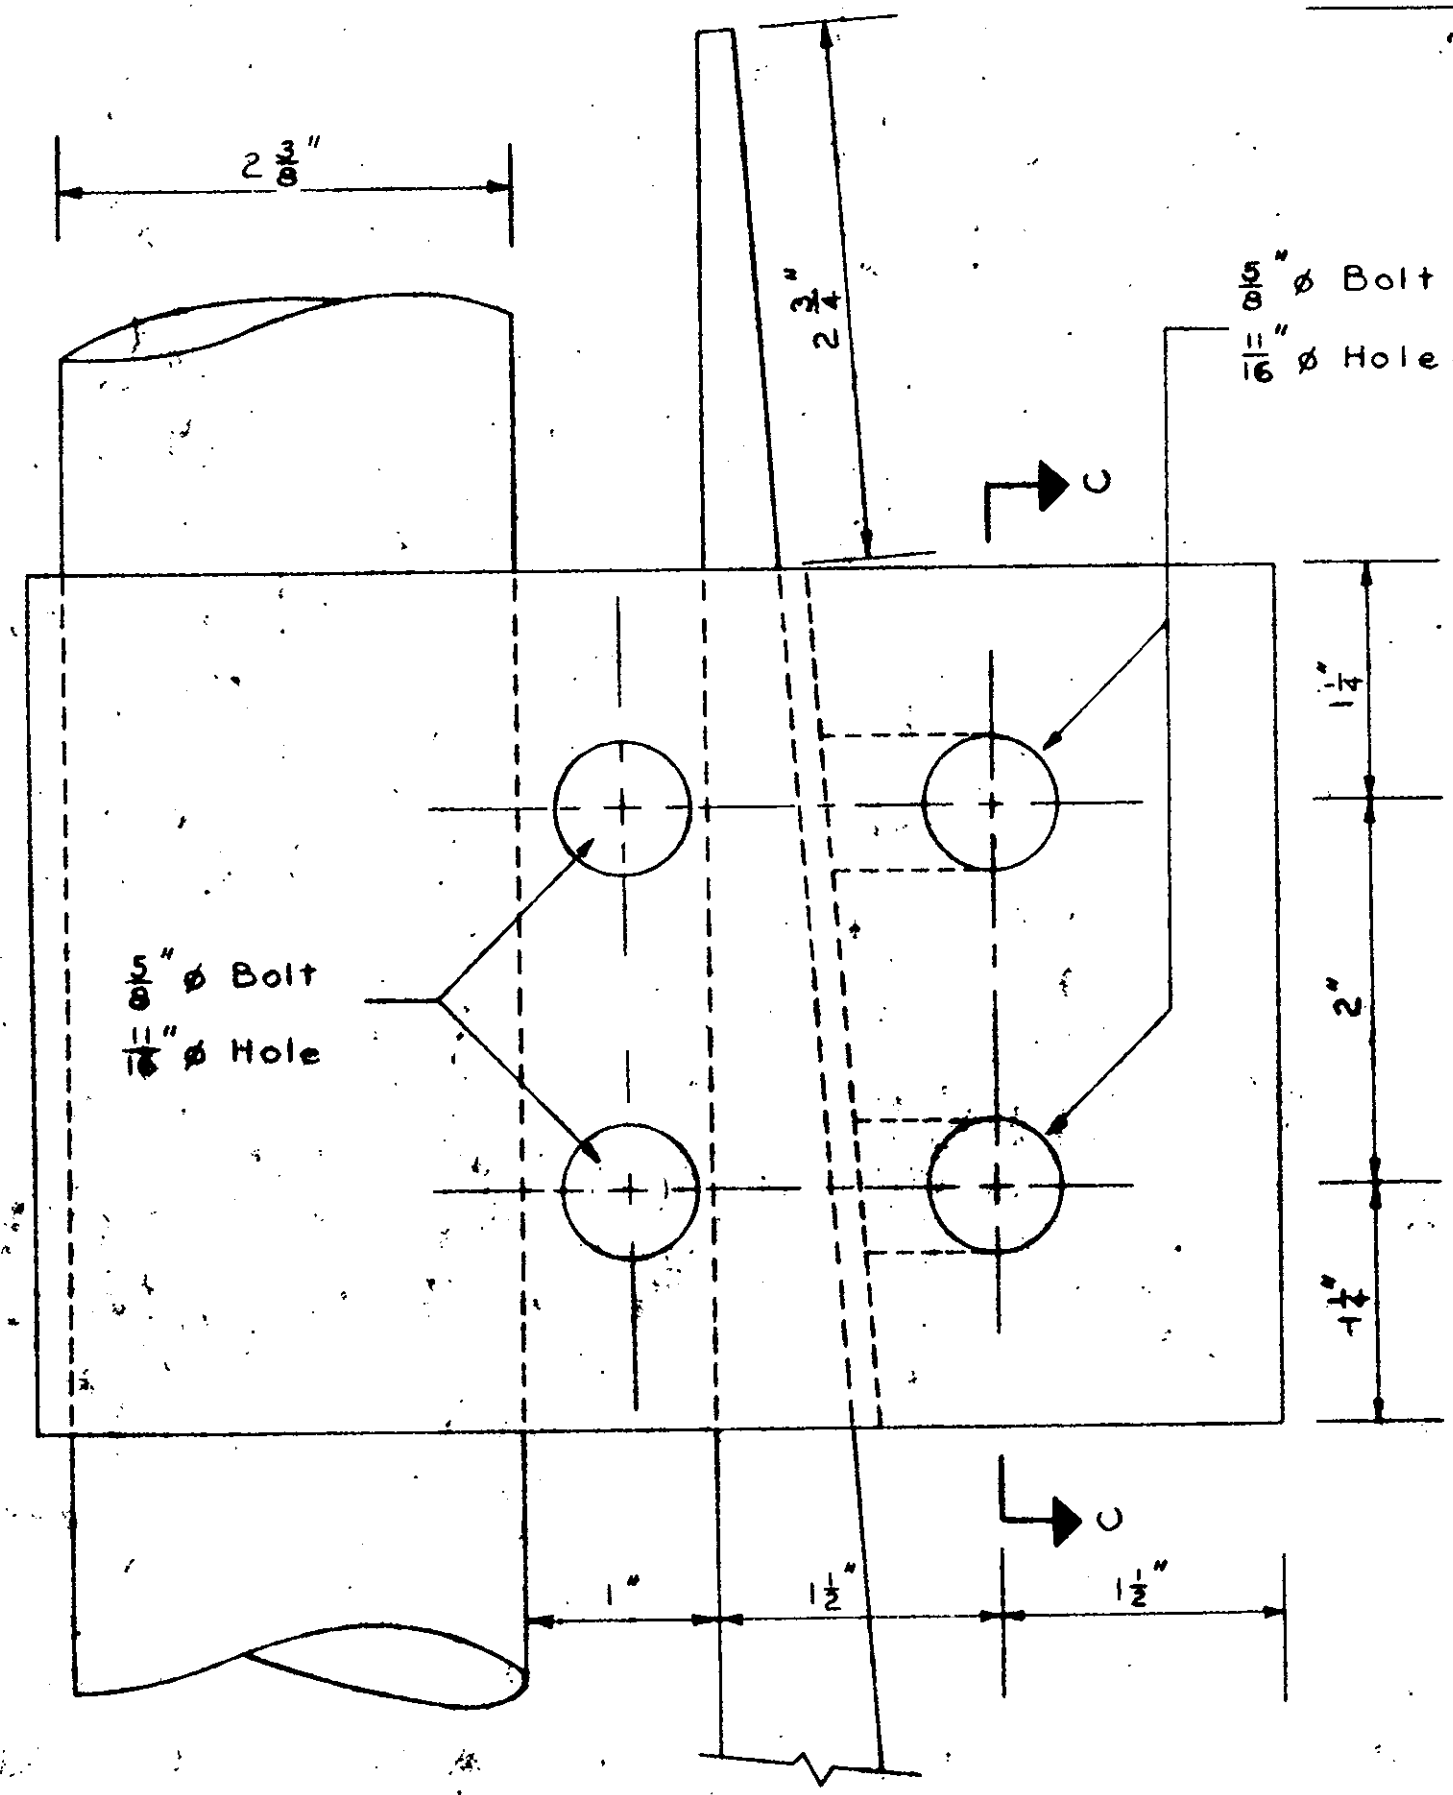 2 3/8"
2 3/4"
5/8" ø Bolt
11/16" ø Hole
C
1 1/4"
5/8" ø Bolt
11/16" ø Hole
2"
1 1/4"
C
1"
1 1/2"
1 1/2"